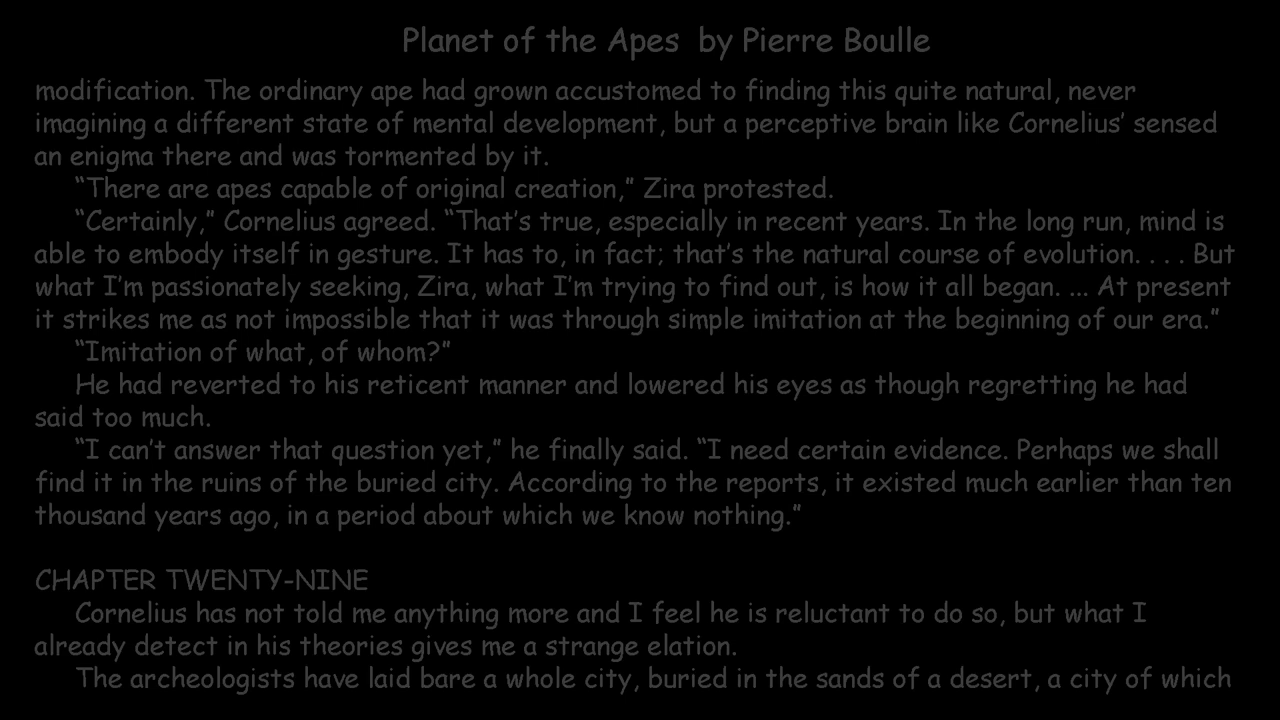 Planet of the Apes  by Pierre Boulle
modification. The ordinary ape had grown accustomed to finding this quite natural, never
imagining a different state of mental development, but a perceptive brain like Cornelius’ sensed
an enigma there and was tormented by it.
“There are apes capable of original creation,” Zira protested.
“Certainly,” Cornelius agreed. “That’s true, especially in recent years. In the long run, mind is
able to embody itself in gesture. It has to, in fact; that’s the natural course of evolution. . . . But
what I’m passionately seeking, Zira, what I’m trying to find out, is how it all began. ... At present
it strikes me as not impossible that it was through simple imitation at the beginning of our era.”
“Imitation of what, of whom?”
He had reverted to his reticent manner and lowered his eyes as though regretting he had
said too much.
“I can’t answer that question yet,” he finally said. “I need certain evidence. Perhaps we shall
find it in the ruins of the buried city. According to the reports, it existed much earlier than ten
thousand years ago, in a period about which we know nothing.”
CHAPTER TWENTY-NINE
Cornelius has not told me anything more and I feel he is reluctant to do so, but what I
already detect in his theories gives me a strange elation.
The archeologists have laid bare a whole city, buried in the sands of a desert, a city of which